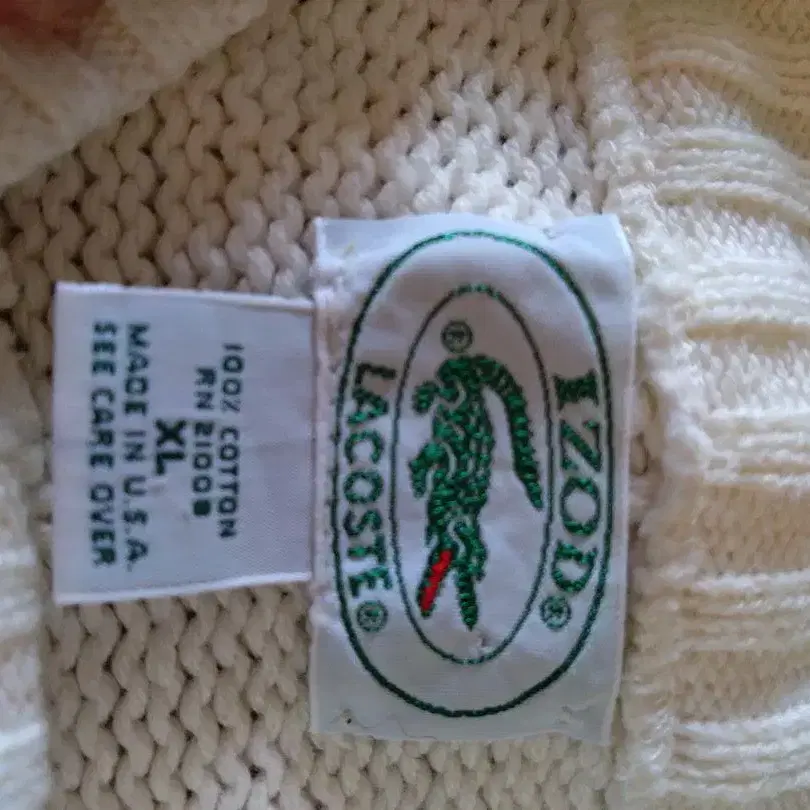 IZOD®
®
LACOSTE®
100% COTTON
RN 21008
XL
MADE IN U.S.A.
SEE CARE OVER